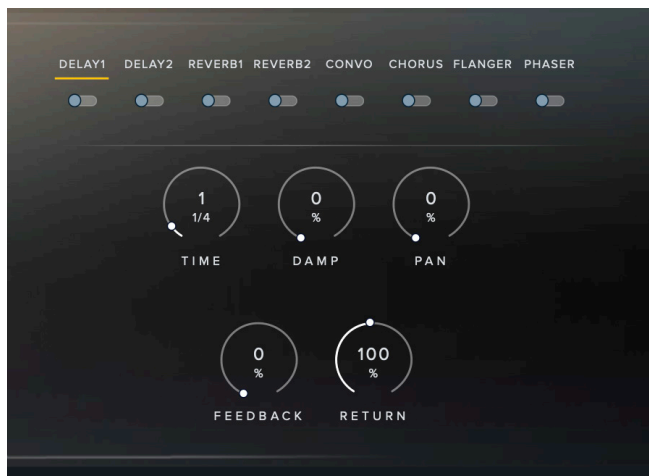 DELAY1 DELAY2 REVERB1 REVERB2 CONVO CHORUS FLANGER PHASER
1 0 0
1/4 % %
TIME DAMP PAN
0 100
% %
FEEDBACK RETURN